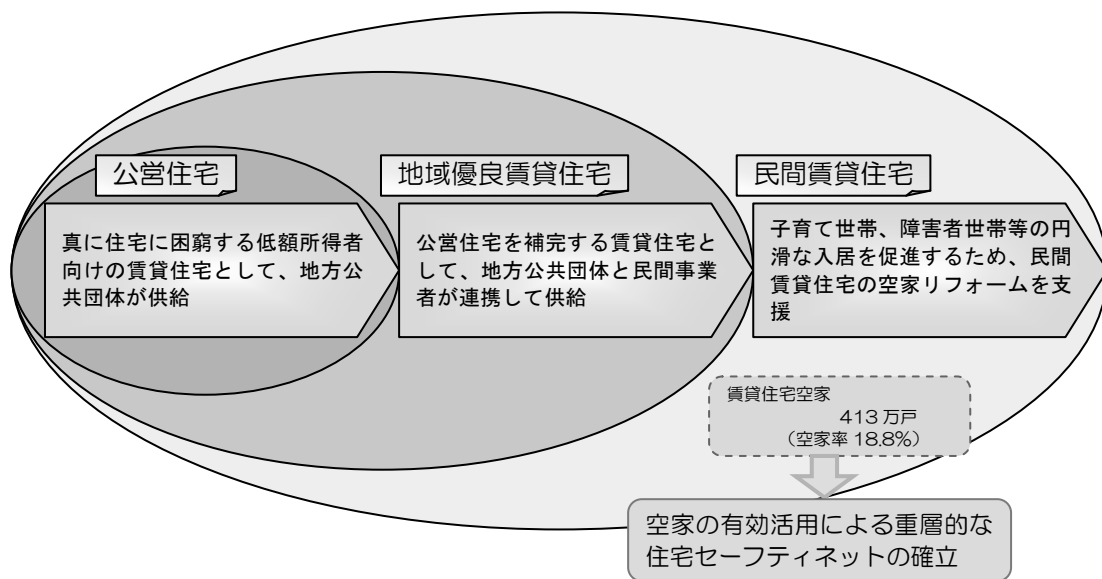 公営住宅
真に住宅に困窮する低額所得者
向けの賃貸住宅として、地方公
共団体が供給
地域優良賃貸住宅
公営住宅を補完する賃貸住宅と
して、地方公共団体と民間事業
者が連携して供給
民間賃貸住宅
子育て世帯、障害者世帯等の円
滑な入居を促進するため、民間
賃貸住宅の空家リフォームを支
援
賃貸住宅空家
413万戸
(空家率18.8%)
空家の有効活用による重層的な
住宅セーフティネットの確立